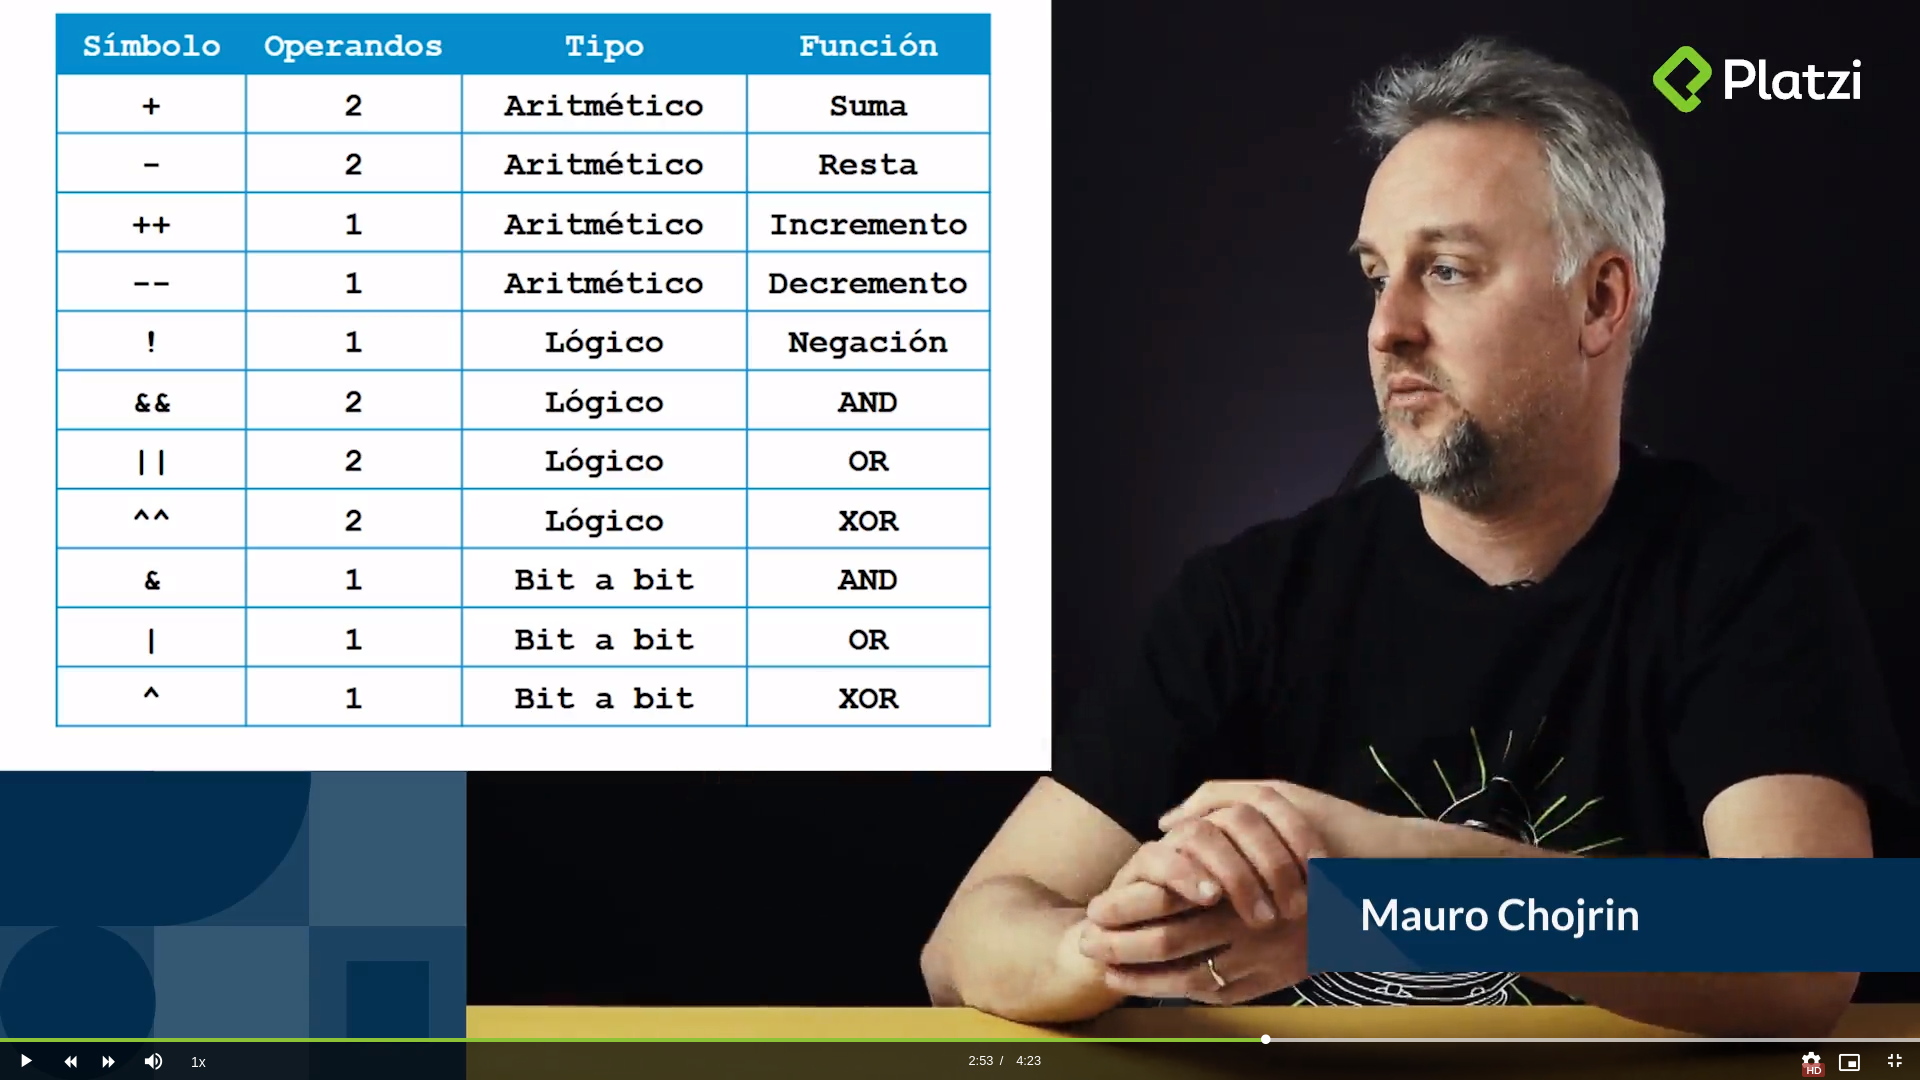 Símbolo Operandos Tipo Función
+ 2 Aritmético Suma
- 2 Aritmético Resta
++ 1 Aritmético Incremento
-- 1 Aritmético Decremento
! 1 Lógico Negación
&& 2 Lógico AND
|| 2 Lógico OR
^^ 2 Lógico XOR
& 1 Bit a bit AND
| 1 Bit a bit OR
^ 1 Bit a bit XOR
Platzi
Mauro Chojrin
1x 2:53 / 4:23 HD